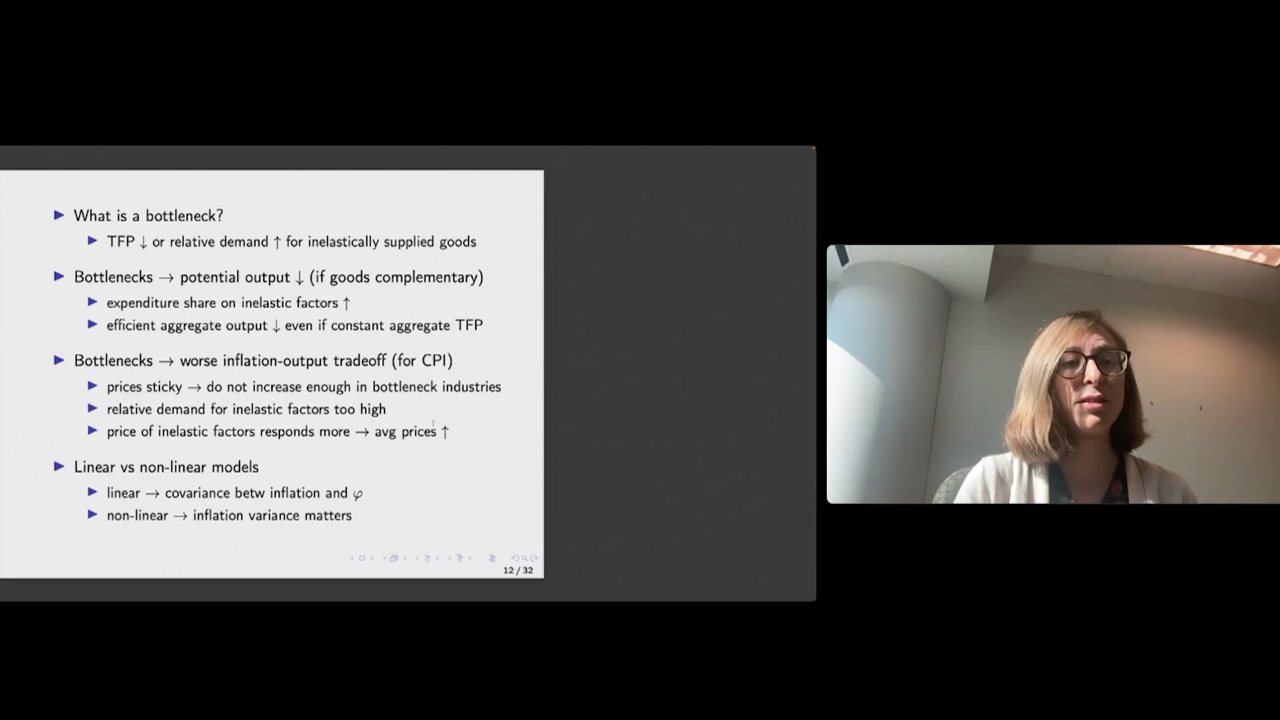 What is a bottleneck?
TFP ↓ or relative demand ↑ for inelastically supplied goods
Bottlenecks → potential output ↓ (if goods complementary)
expenditure share on inelastic factors ↑
efficient aggregate output ↓ even if constant aggregate TFP
Bottlenecks → worse inflation-output tradeoff (for CPI)
prices sticky → do not increase enough in bottleneck industries
relative demand for inelastic factors too high
price of inelastic factors responds more → avg prices ↑
Linear vs non-linear models
linear → covariance betw inflation and φ
non-linear → inflation variance matters
12 / 32